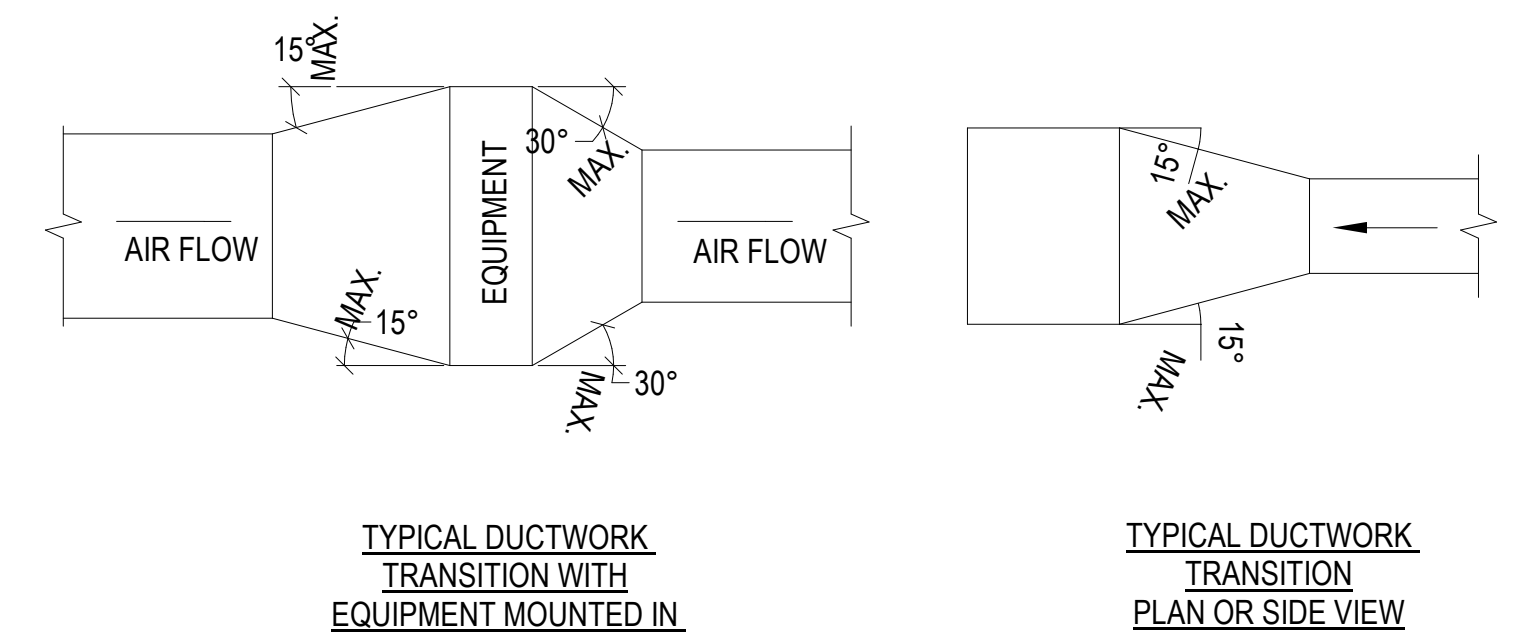 15°
MAX.
30°
MAX.
EQUIPMENT
AIR FLOW
AIR FLOW
MAX.
15°
MAX.
30°
TYPICAL DUCTWORK
TRANSITION WITH
EQUIPMENT MOUNTED IN
15°
MAX.
15°
MAX.
TYPICAL DUCTWORK
TRANSITION
PLAN OR SIDE VIEW